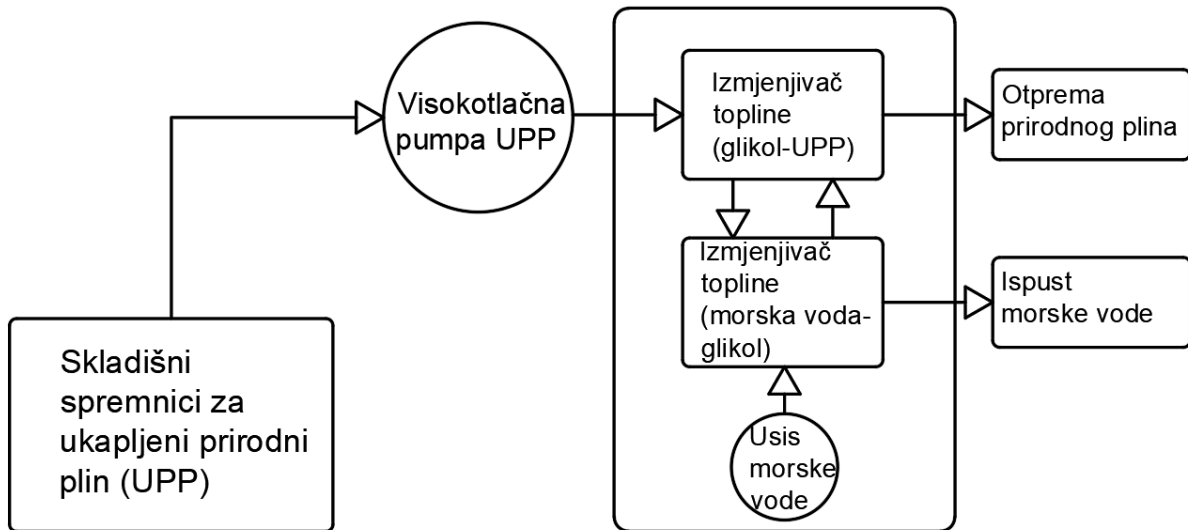 Skladišni
spremnici za
ukapljeni prirodni
plin (UPP)
Visokotlačna
pumpa UPP
Izmjenjivač
topline
(glikol-UPP)
Otprema
prirodnog plina
Izmjenjivač
topline
(morska voda-
glikol)
Ispust
morske vode
Usis
morske
vode